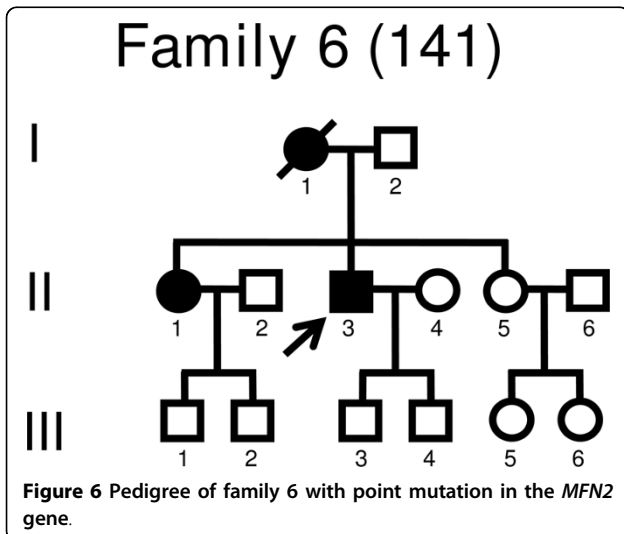 Family 6 (141)
I
1 2
II
1 2 3 4 5 6
III
1 2 3 4 5 6
Figure 6 Pedigree of family 6 with point mutation in the MFN2
gene.